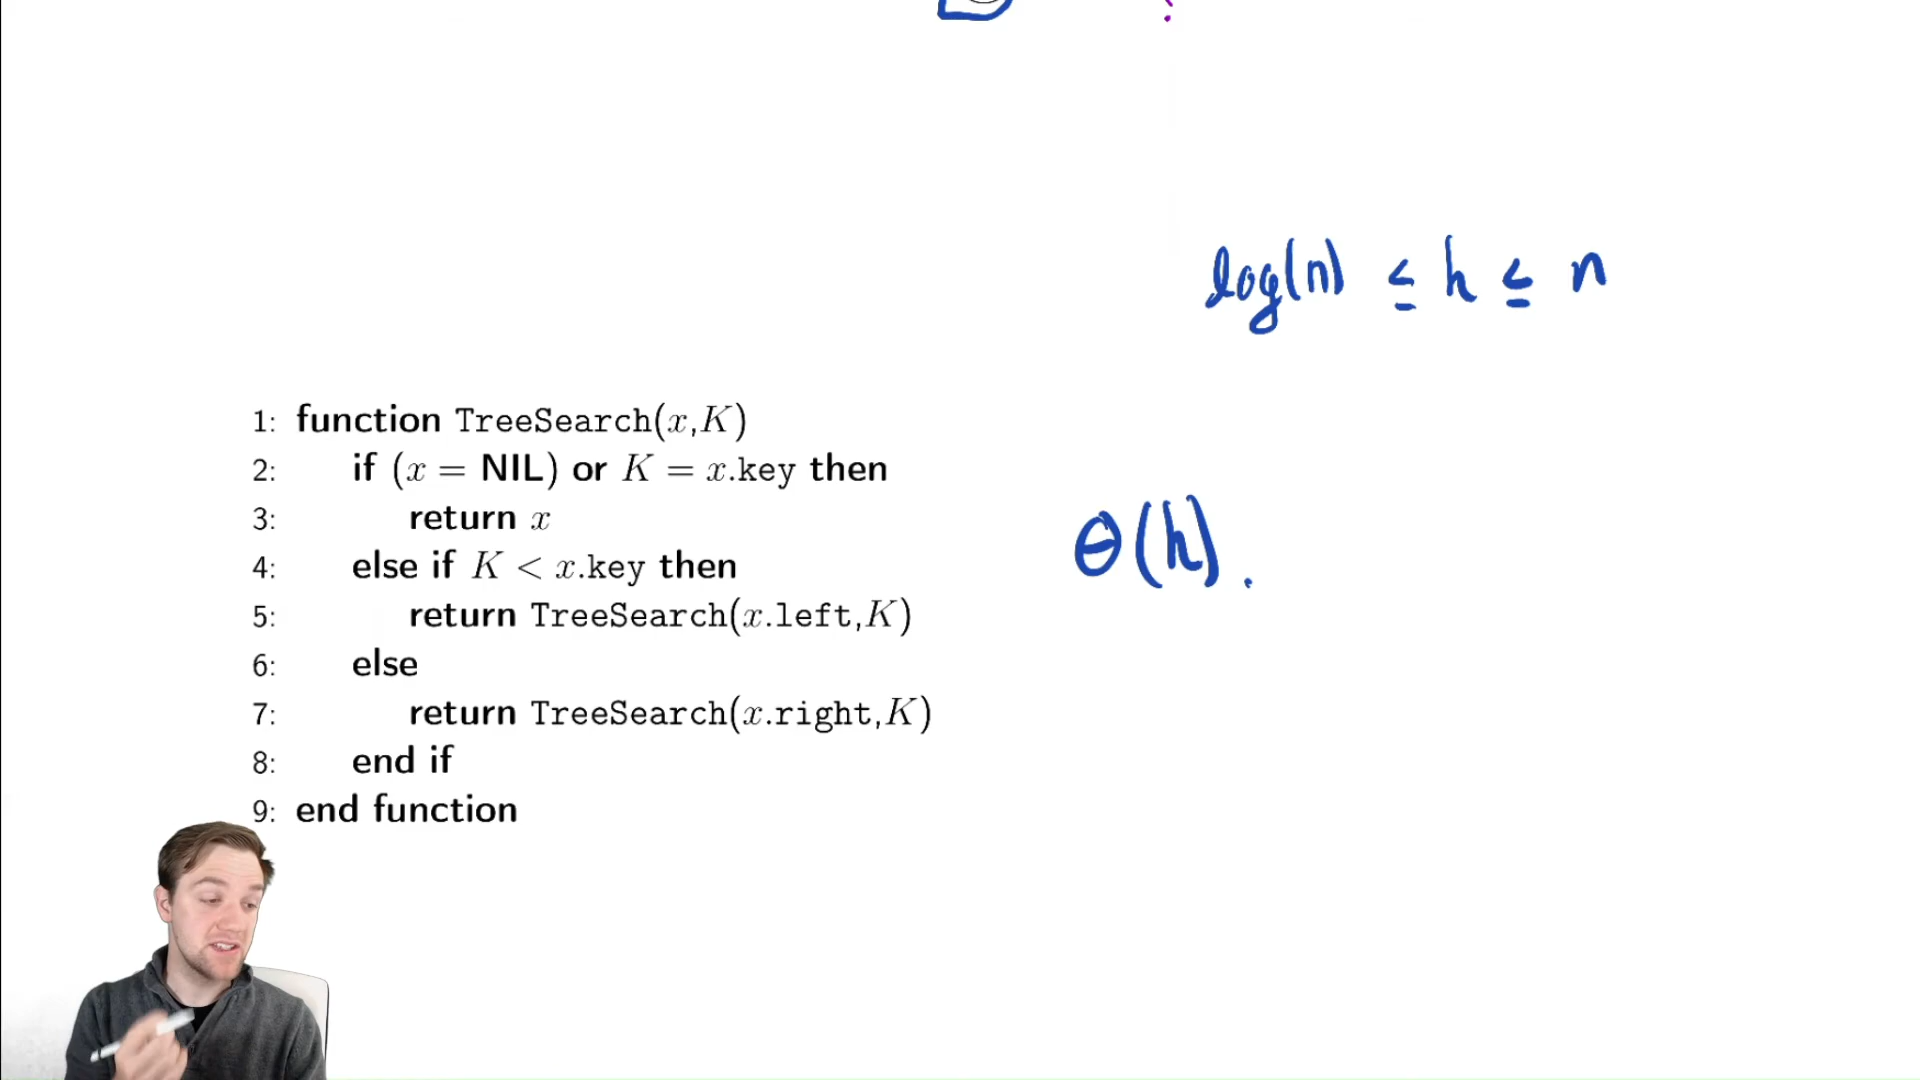 log(n) ≤ h ≤ n
1: function TreeSearch(x,K)
2: if (x = NIL) or K = x.key then
3: return x
4: else if K < x.key then
5: return TreeSearch(x.left,K)
6: else
7: return TreeSearch(x.right,K)
8: end if
9: end function
Θ(h).